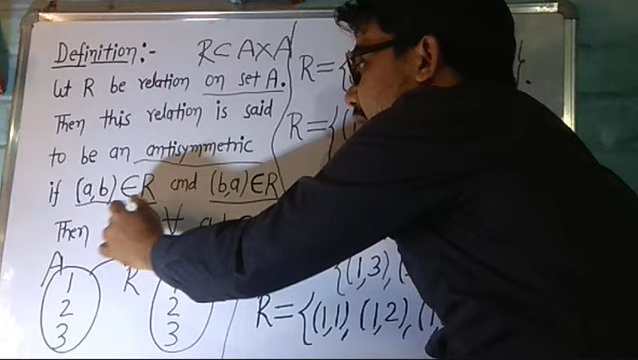 Definition:- R⊂A×A
Let R be relation on set A.
Then this relation is said
to be an antisymmetric
if (a,b)∈R and (b,a)∈R
Then ∀
A R
1
2
3
2
3
R={
R={
{(1,3),
R={(1,1),(1,2),(1,